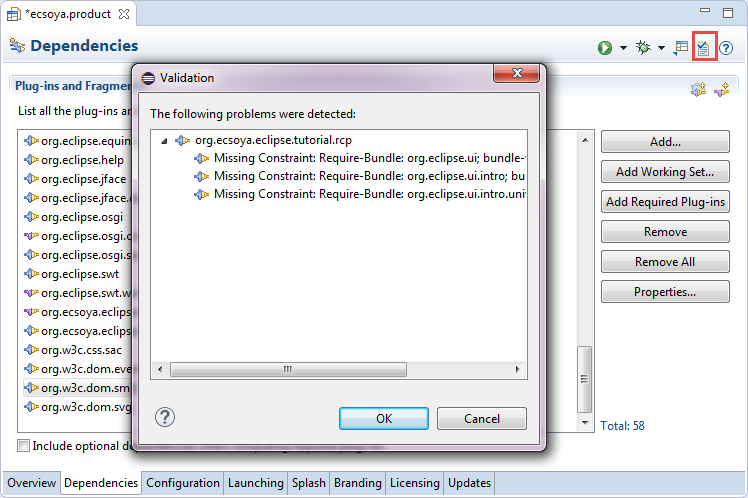 *ecsoya.product
Dependencies
Plug-ins and Fragmen
List all the plug-ins an
org.eclipse.equin
org.eclipse.help
org.eclipse.jface
org.eclipse.jface.
org.eclipse.osgi
org.eclipse.osgi.c
org.eclipse.osgi.s
org.eclipse.swt
org.eclipse.swt.w
org.ecsoya.eclips
org.ecsoya.eclips
org.w3c.css.sac
org.w3c.dom.eve
org.w3c.dom.sm
org.w3c.dom.svg
Include optional de
Validation
The following problems were detected:
org.ecsoya.eclipse.tutorial.rcp
Missing Constraint: Require-Bundle: org.eclipse.ui; bundle-
Missing Constraint: Require-Bundle: org.eclipse.ui.intro; bu
Missing Constraint: Require-Bundle: org.eclipse.ui.intro.uni
OK
Cancel
Add...
Add Working Set...
Add Required Plug-ins
Remove
Remove All
Properties...
Total: 58
Overview Dependencies Configuration Launching Splash Branding Licensing Updates